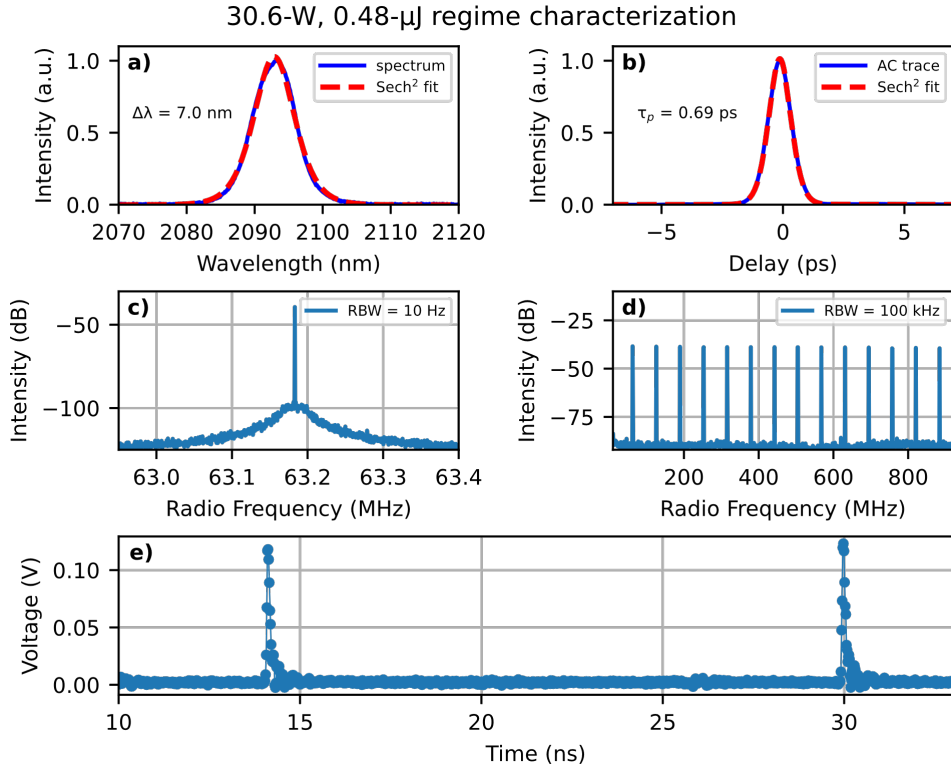 30.6-W, 0.48-μJ regime characterization
a)
spectrum
Sech² fit
Δλ = 7.0 nm
Intensity (a.u.)
1.0
0.5
0.0
2070 2080 2090 2100 2110 2120
Wavelength (nm)
b)
AC trace
Sech² fit
τₚ = 0.69 ps
Intensity (a.u.)
1.0
0.5
0.0
−5 0 5
Delay (ps)
c)
RBW = 10 Hz
Intensity (dB)
−50
−100
63.0 63.1 63.2 63.3 63.4
Radio Frequency (MHz)
d)
RBW = 100 kHz
Intensity (dB)
−25
−50
−75
200 400 600 800
Radio Frequency (MHz)
e)
Voltage (V)
0.10
0.05
0.00
10 15 20 25 30
Time (ns)